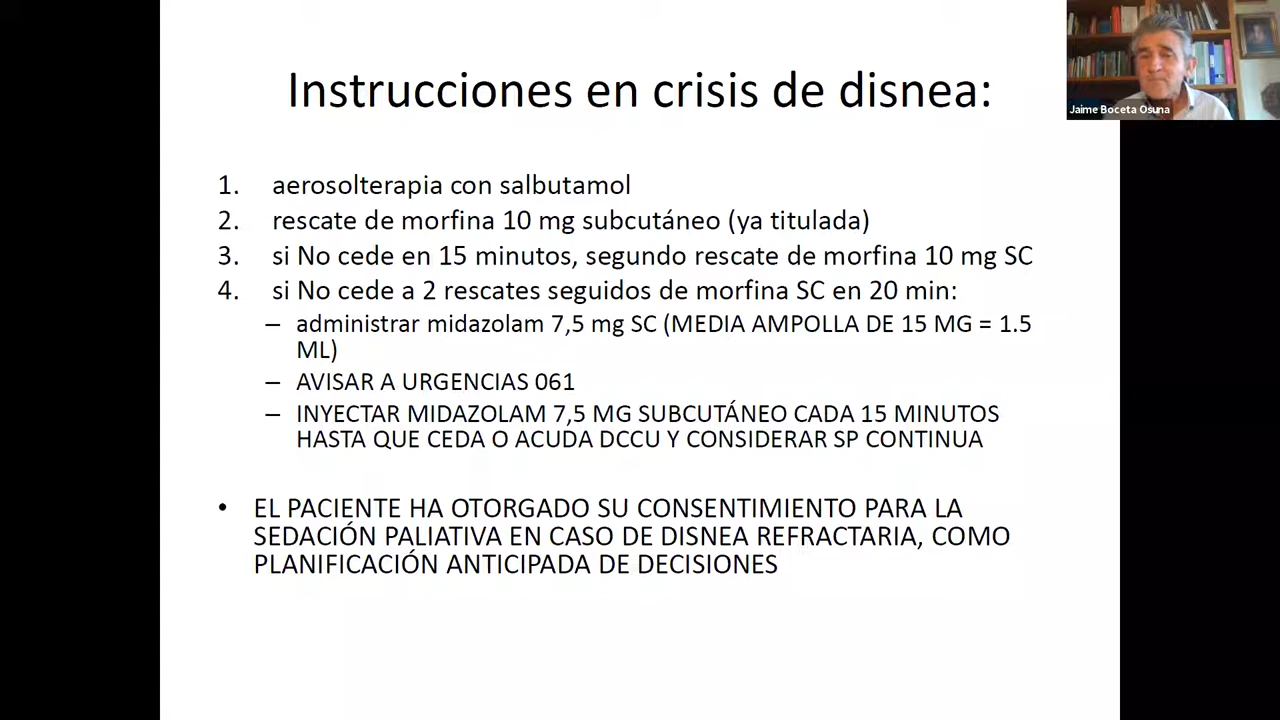 Instrucciones en crisis de disnea:
Jaime Boceta Osuna
1. aerosolterapia con salbutamol
2. rescate de morfina 10 mg subcutáneo (ya titulada)
3. si No cede en 15 minutos, segundo rescate de morfina 10 mg SC
4. si No cede a 2 rescates seguidos de morfina SC en 20 min:
– administrar midazolam 7,5 mg SC (MEDIA AMPOLLA DE 15 MG = 1.5
ML)
– AVISAR A URGENCIAS 061
– INYECTAR MIDAZOLAM 7,5 MG SUBCUTÁNEO CADA 15 MINUTOS
HASTA QUE CEDA O ACUDA DCCU Y CONSIDERAR SP CONTINUA
• EL PACIENTE HA OTORGADO SU CONSENTIMIENTO PARA LA
SEDACIÓN PALIATIVA EN CASO DE DISNEA REFRACTARIA, COMO
PLANIFICACIÓN ANTICIPADA DE DECISIONES